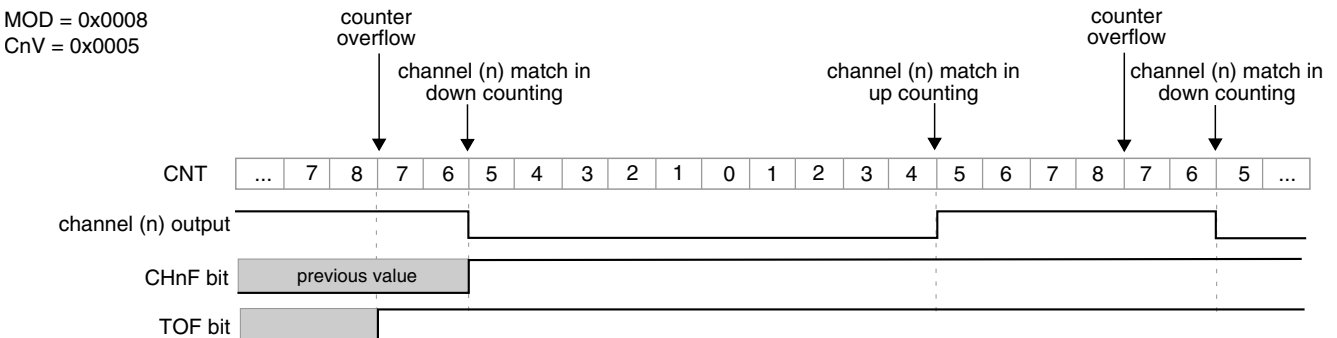 MOD = 0x0008
CnV = 0x0005
counter
overflow
channel (n) match in
down counting
channel (n) match in
up counting
counter
overflow
channel (n) match in
down counting
CNT ... 7 8 7 6 5 4 3 2 1 0 1 2 3 4 5 6 7 8 7 6 5 ...
channel (n) output
CHnF bit previous value
TOF bit